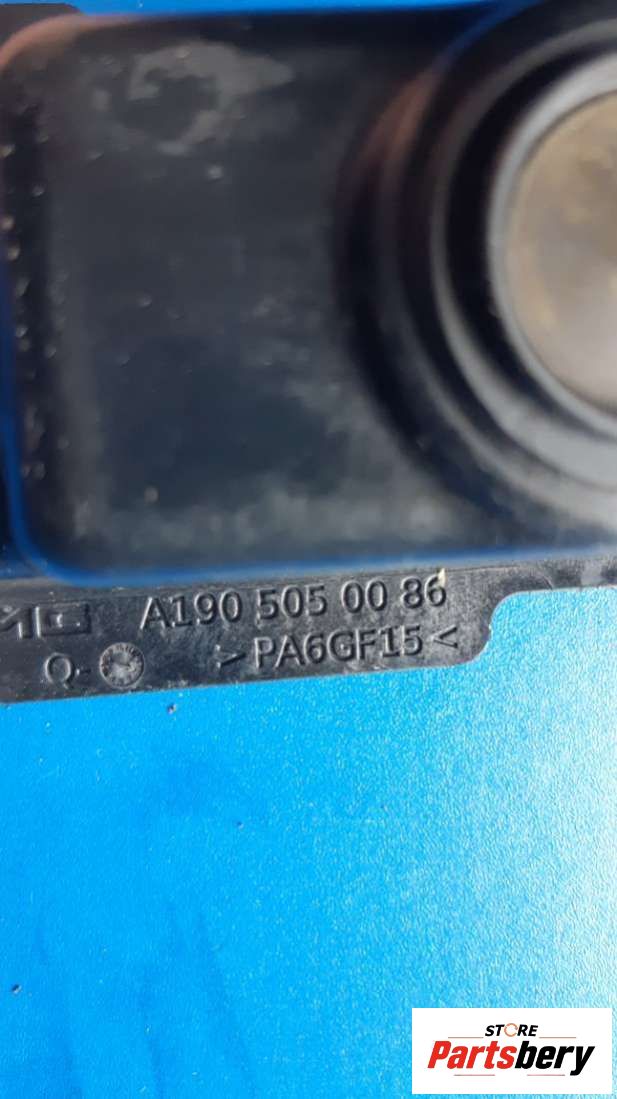 A190 505 00 86
Q-
>PA6GF15<
STORE
Partsbery